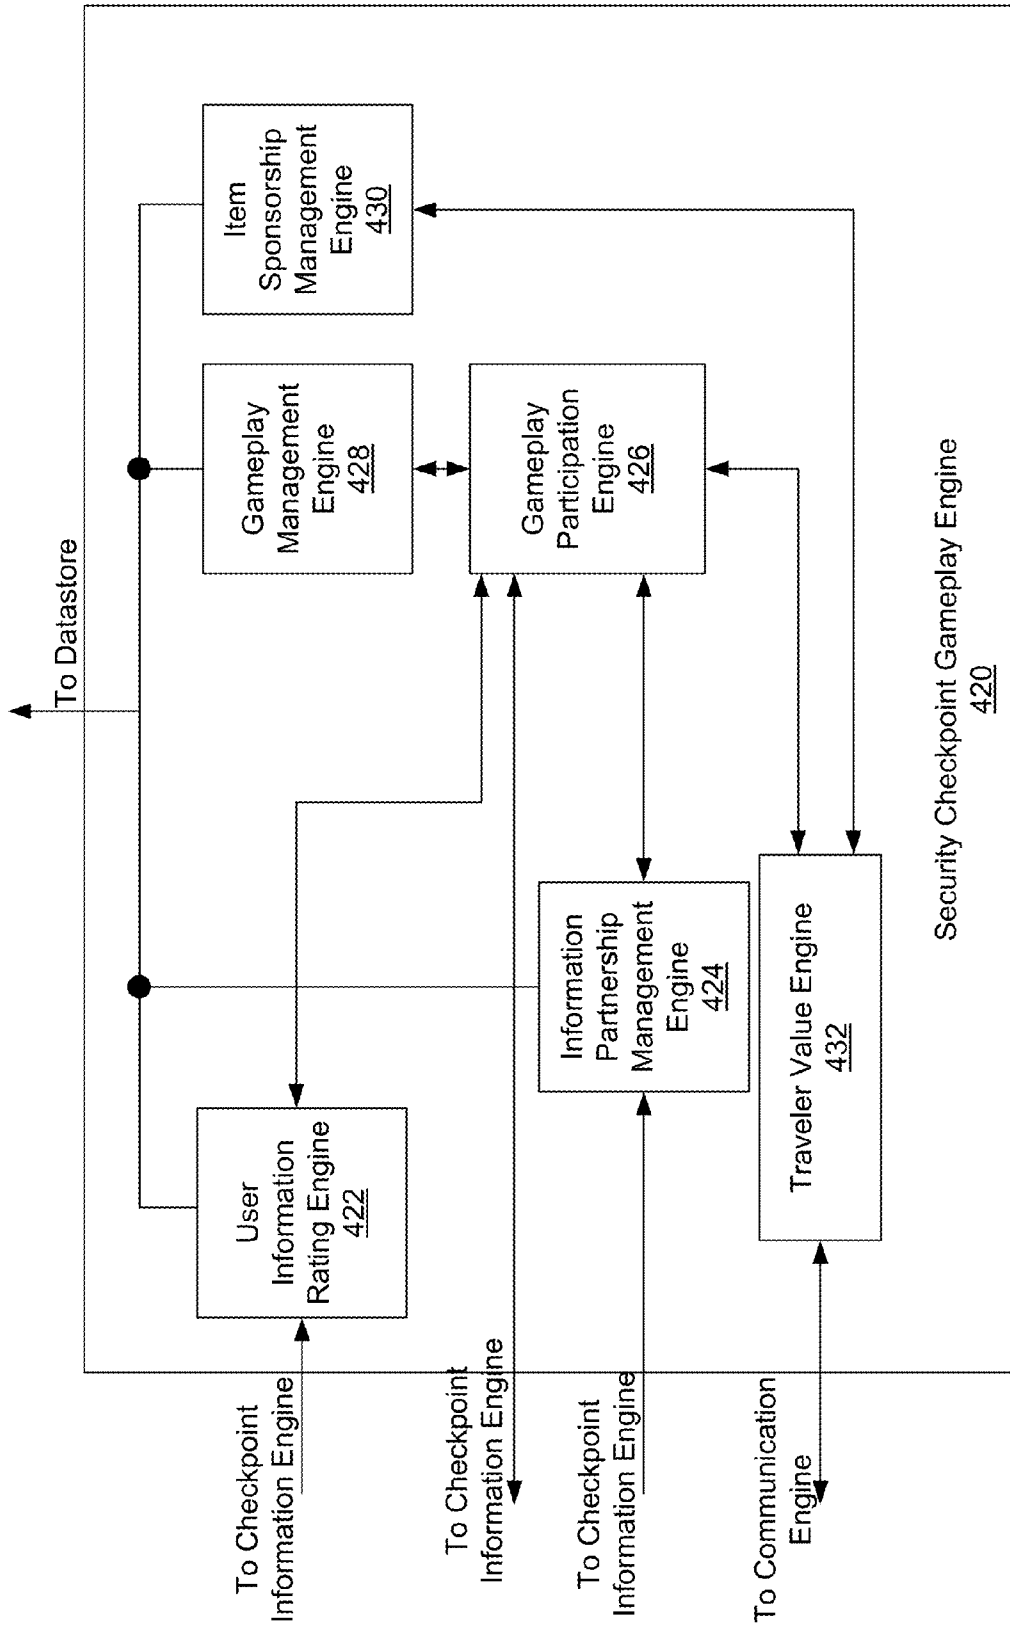 To Datastore
User
Information
Rating Engine
422
Gameplay
Management
Engine
428
Item
Sponsorship
Management
Engine
430
To Checkpoint
Information Engine
To Checkpoint
Information Engine
Gameplay
Participation
Engine
426
To Checkpoint
Information Engine
Information
Partnership
Management
Engine
424
To Communication
Engine
Traveler Value Engine
432
Security Checkpoint Gameplay Engine
420